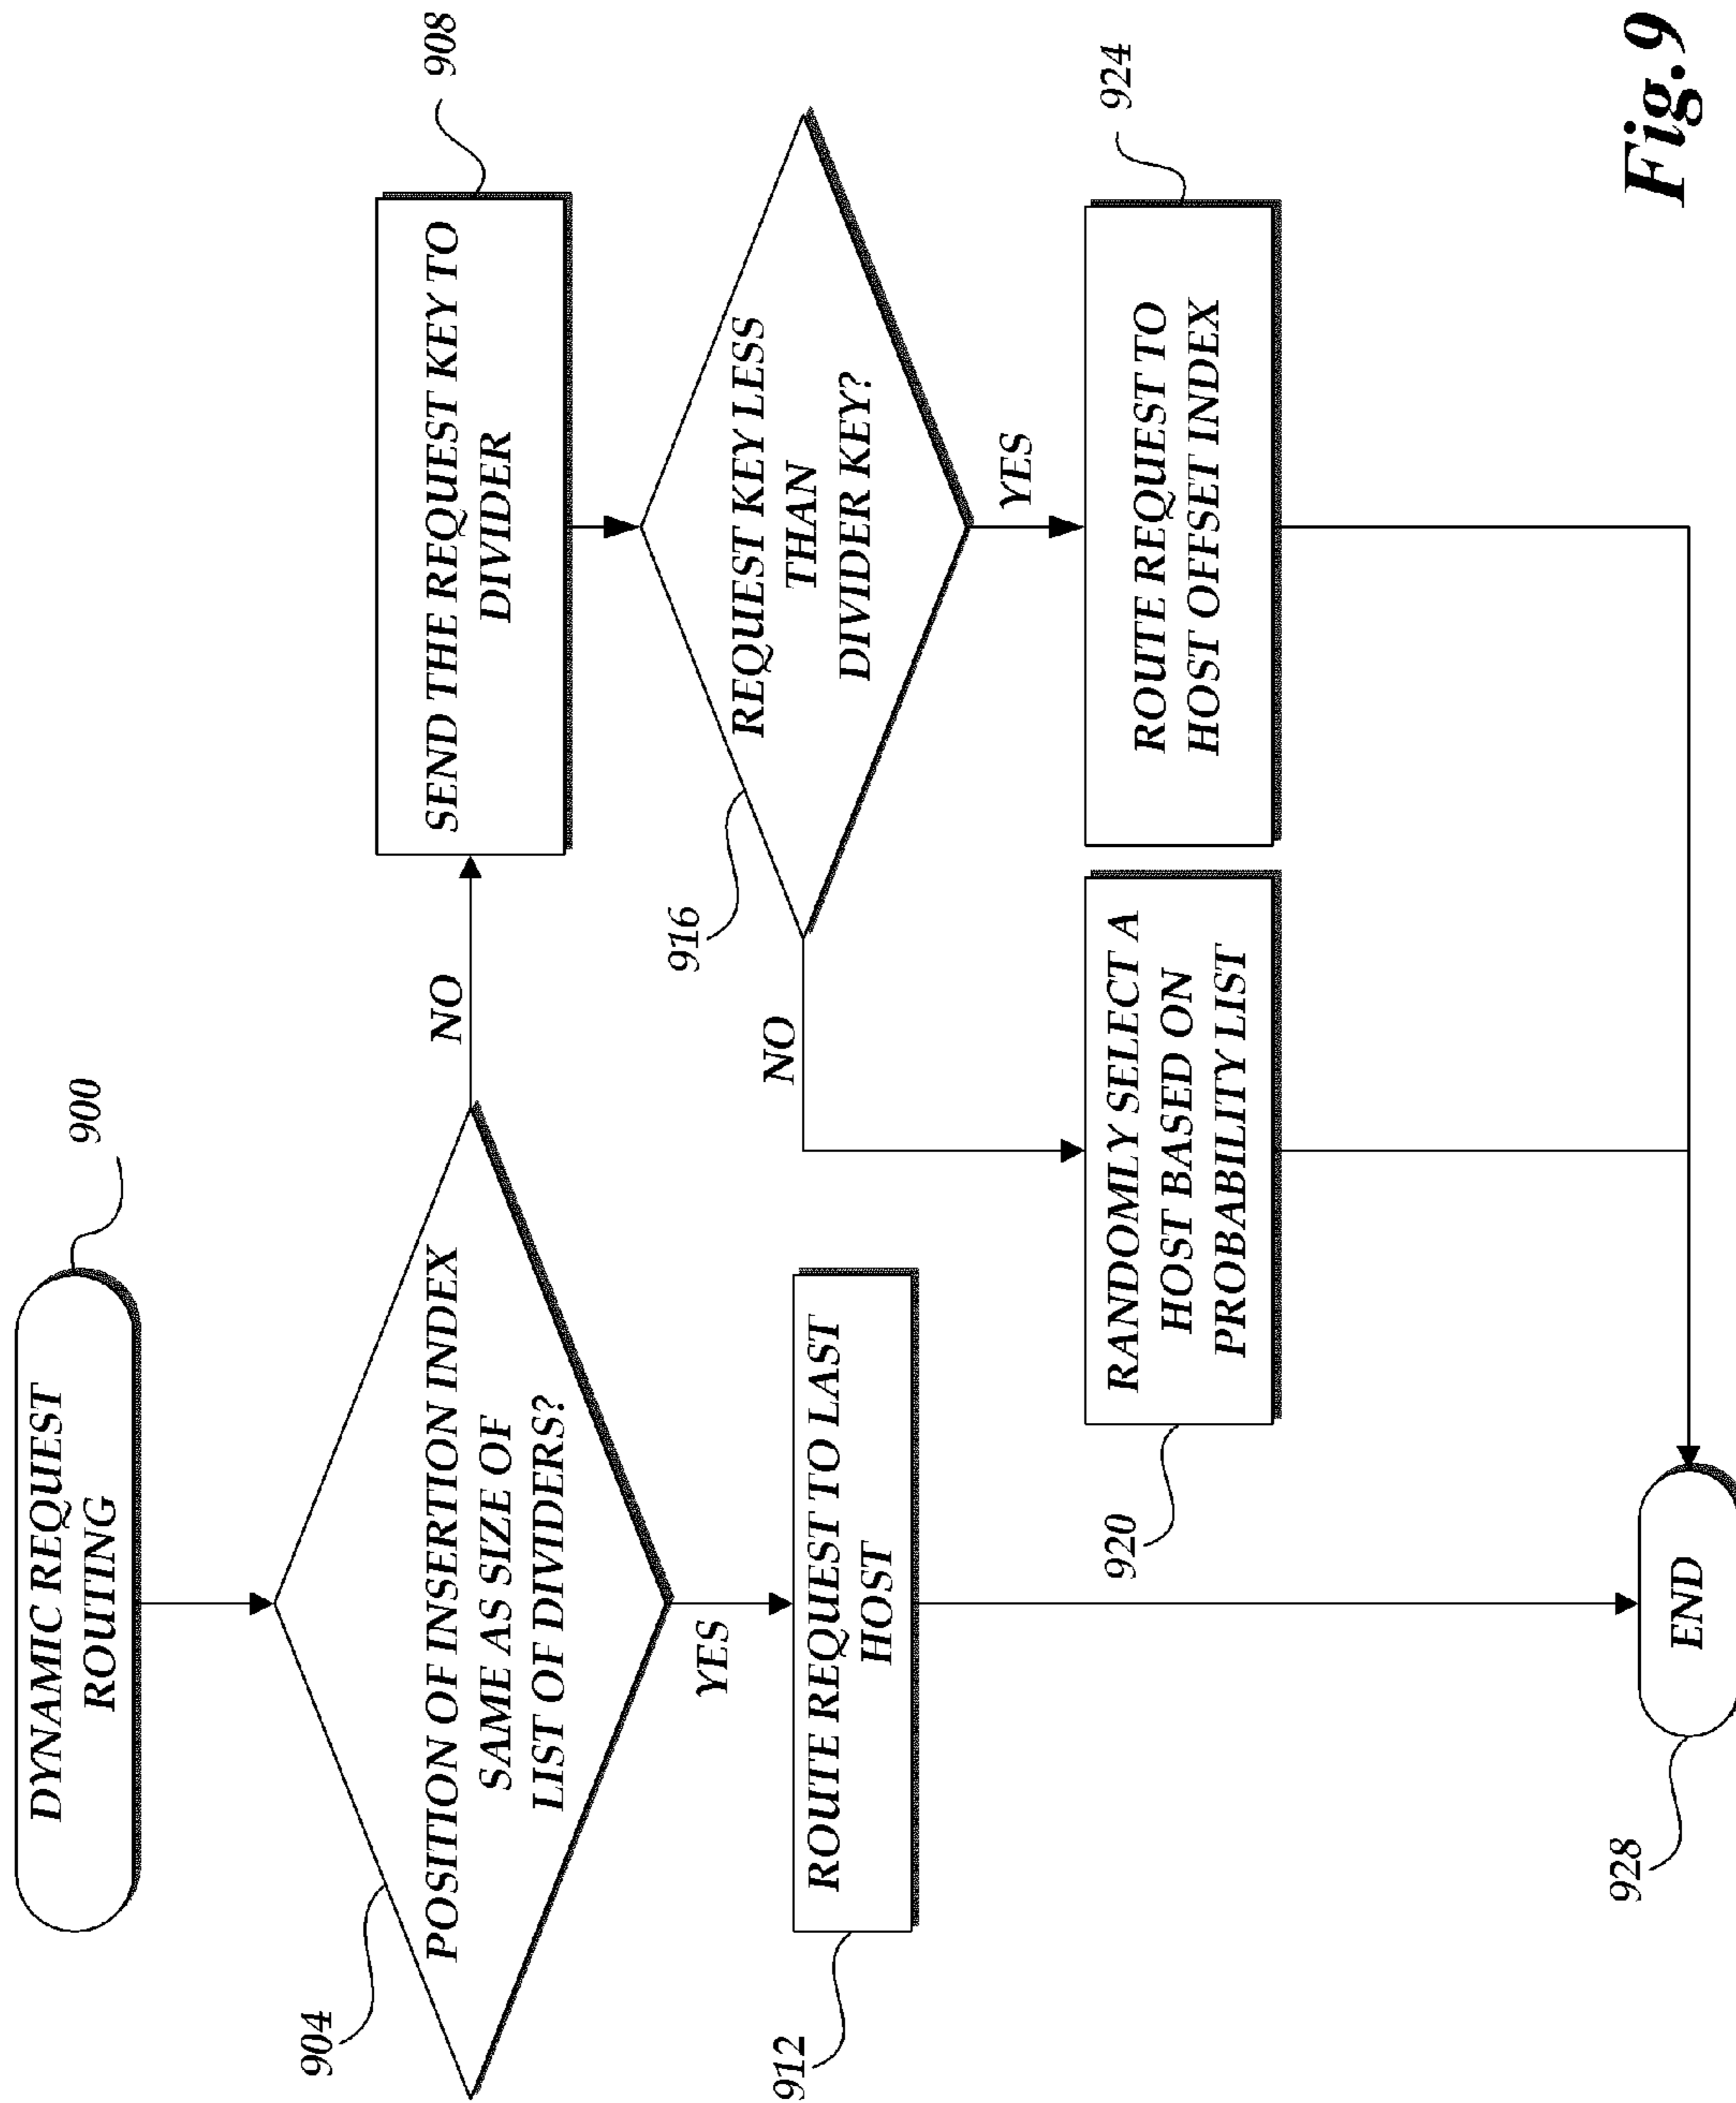 DYNAMIC REQUEST
ROUTING
900
POSITION OF INSERTION INDEX
SAME AS SIZE OF
LIST OF DIVIDERS?
904
NO
SEND THE REQUEST KEY TO
DIVIDER
908
YES
ROUTE REQUEST TO LAST
HOST
912
REQUEST KEY LESS
THAN
DIVIDER KEY?
916
NO
YES
RANDOMLY SELECT A
HOST BASED ON
PROBABILITY LIST
920
ROUTE REQUEST TO
HOST OFFSET INDEX
924
END
928
Fig.9